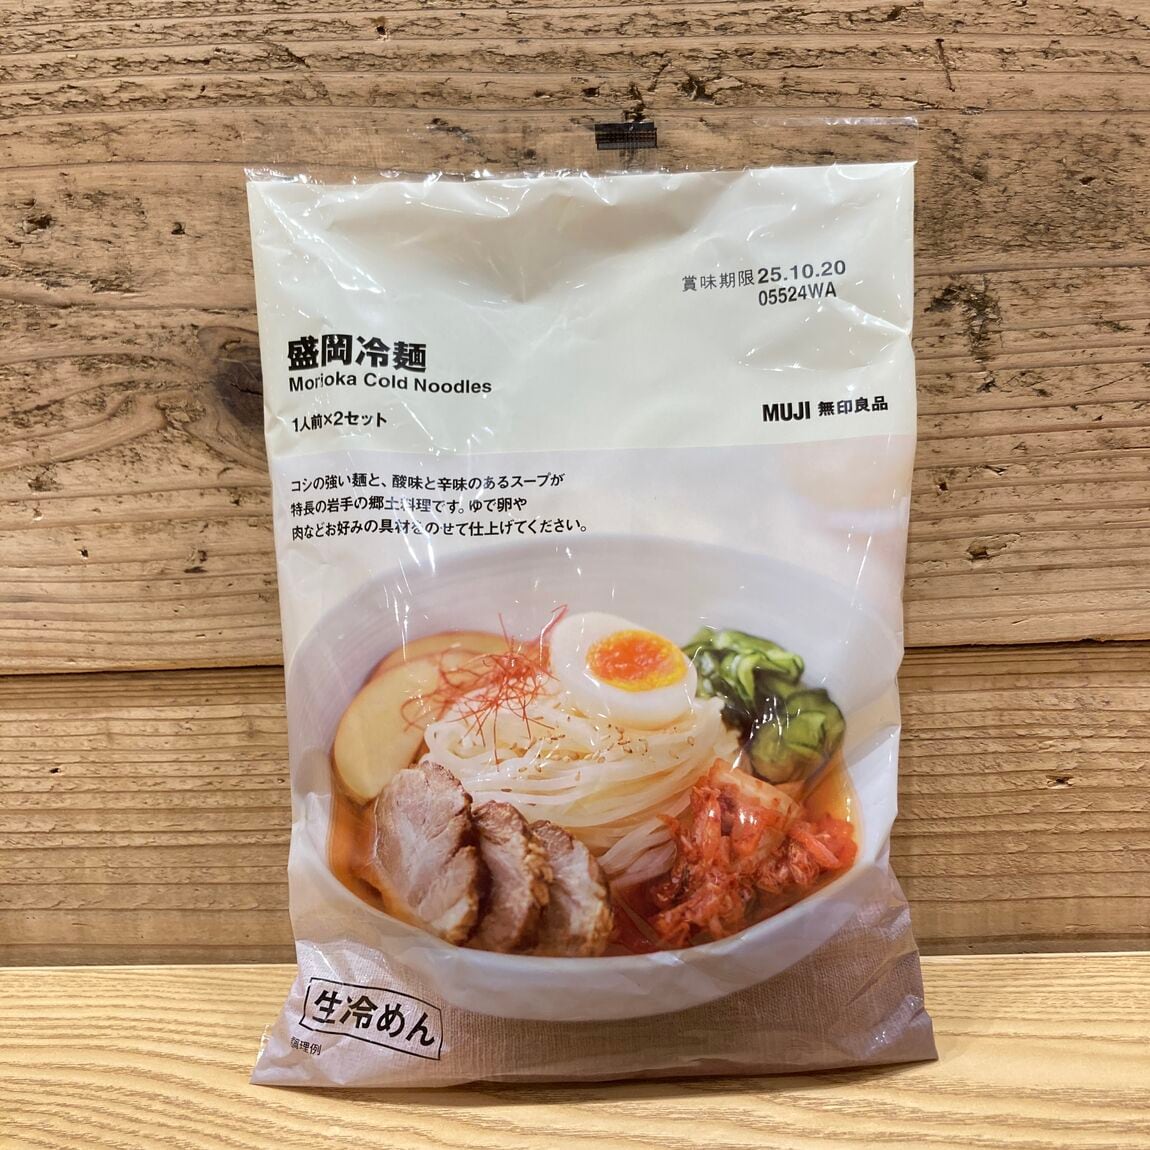 賞味期限25.10.20
05524WA
盛岡冷麺
Morioka Cold Noodles
1人前×2セット
MUJI 無印良品
コシの強い麺と、酸味と辛味のあるスープが
特長の岩手の郷土料理です。ゆで卵や
肉などお好みの具材をのせて仕上げてください。
生冷めん
調理例